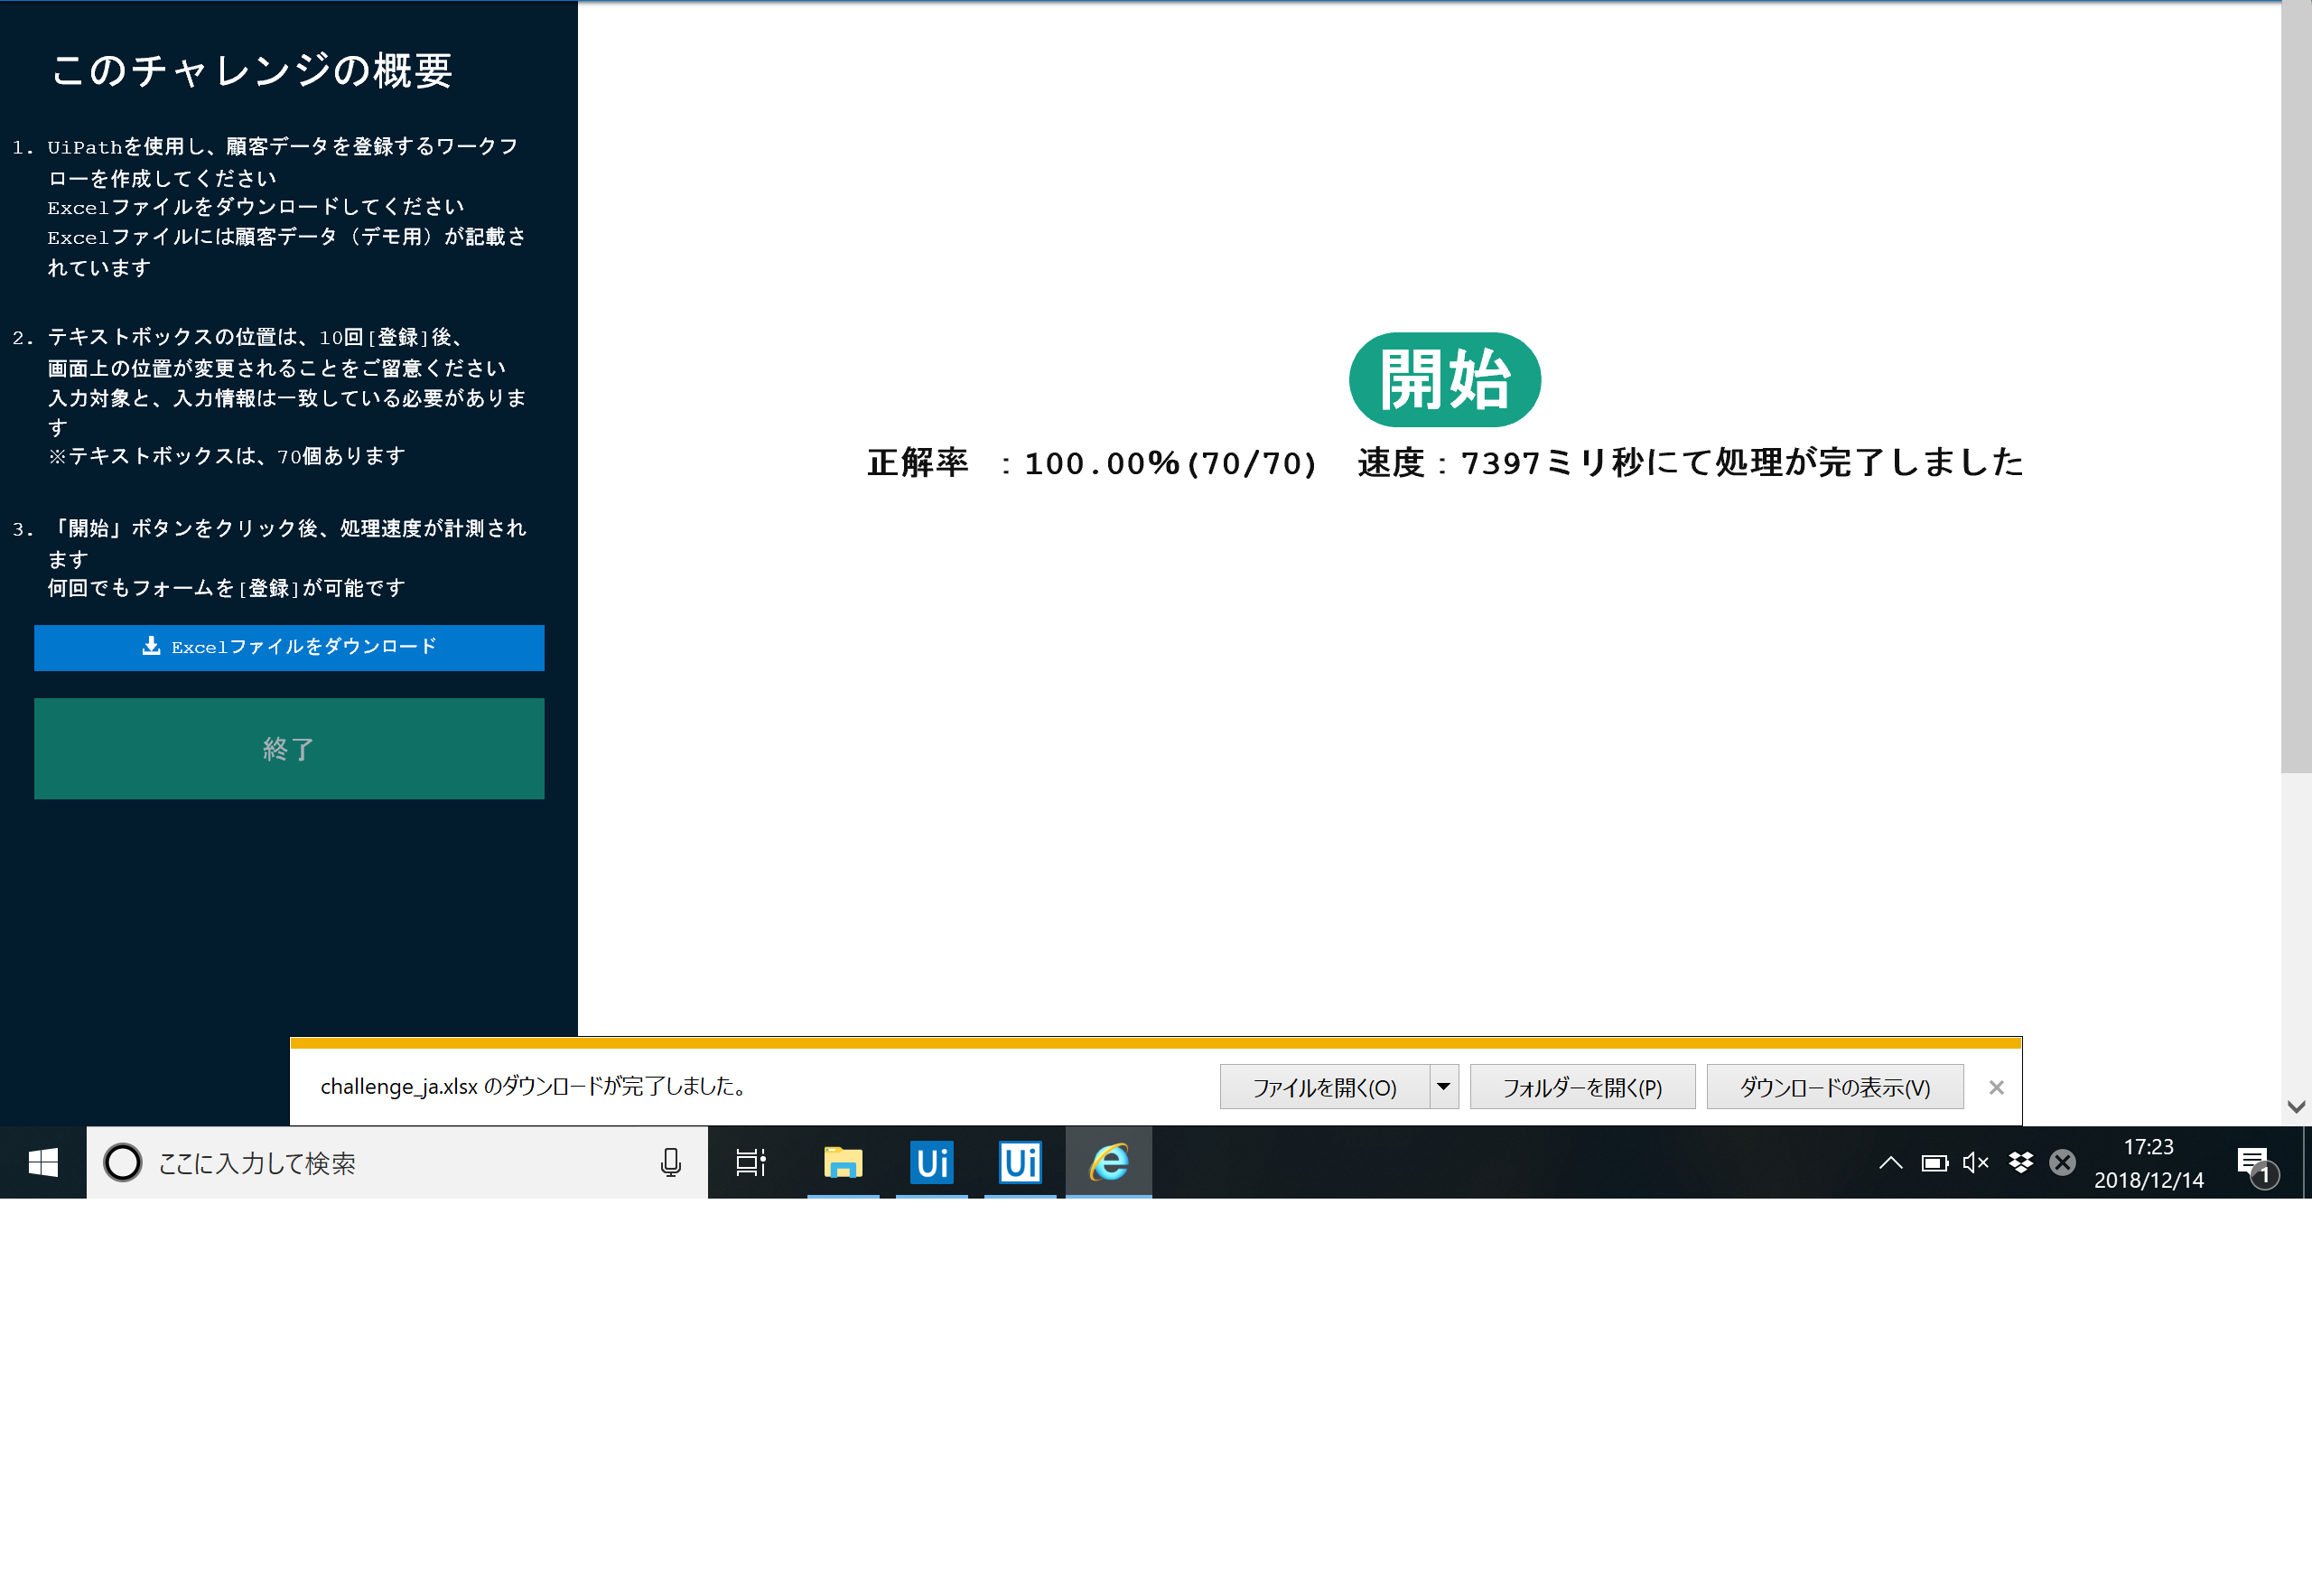 このチャレンジの概要
1. UiPathを使用し、顧客データを登録するワークフ
ローを作成してください
Excelファイルをダウンロードしてください
Excelファイルには顧客データ（デモ用）が記載さ
れています
2. テキストボックスの位置は、10回[登録]後、
画面上の位置が変更されることをご留意ください
入力対象と、入力情報は一致している必要がありま
す
※テキストボックスは、70個あります
3. 「開始」ボタンをクリック後、処理速度が計測され
ます
何回でもフォームを[登録]が可能です
Excelファイルをダウンロード
終了
開始
正解率 ：100.00%(70/70) 速度：7397ミリ秒にて処理が完了しました
challenge_ja.xlsx のダウンロードが完了しました。
ファイルを開く(O)
フォルダーを開く(P)
ダウンロードの表示(V)
ここに入力して検索
Ui
Ui
17:23
2018/12/14
1